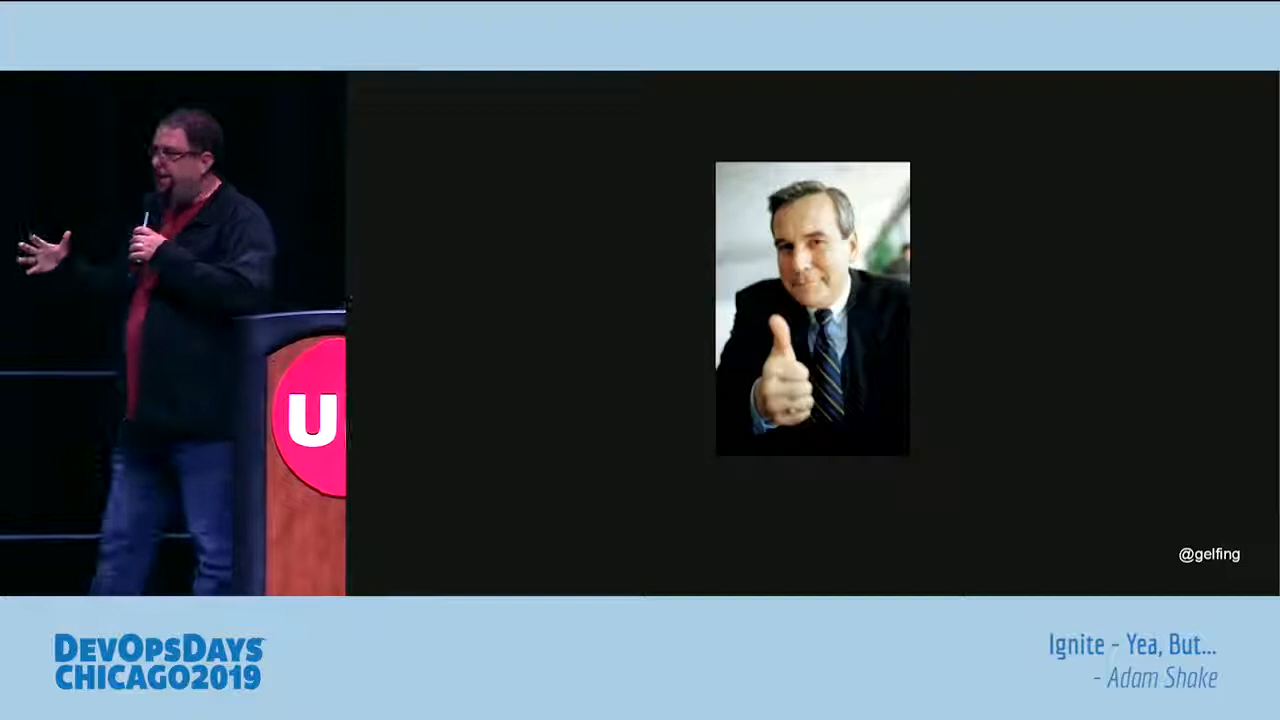 U
@gelfing
DEVOPSDAYS
CHICAGO2019
Ignite - Yea, But...
- Adam Shake